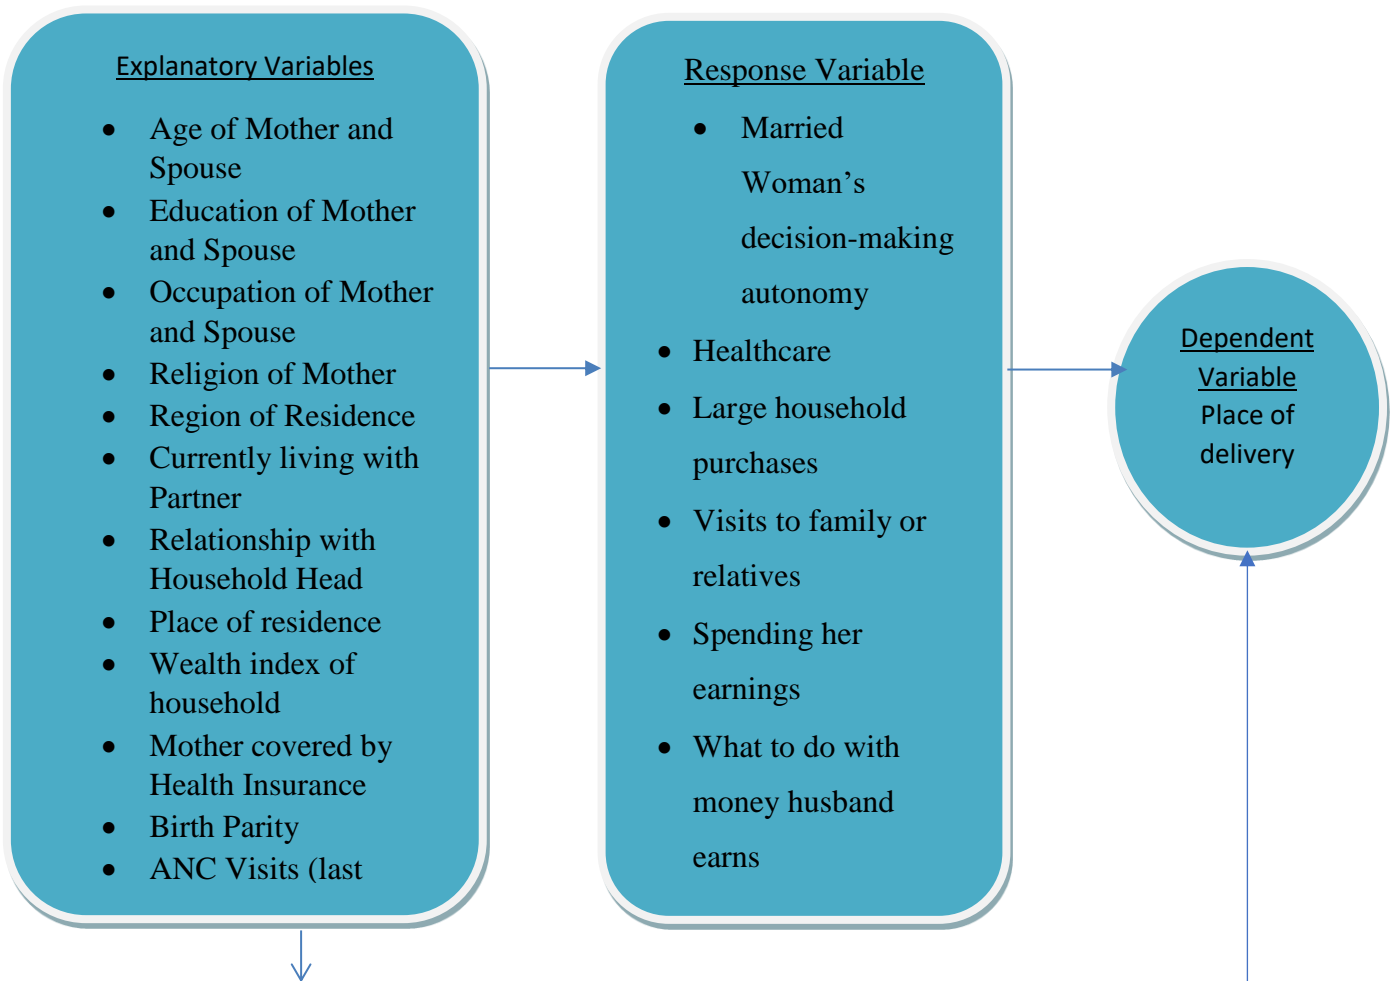 Explanatory Variables
• Age of Mother and
Spouse
• Education of Mother
and Spouse
• Occupation of Mother
and Spouse
• Religion of Mother
• Region of Residence
• Currently living with
Partner
• Relationship with
Household Head
• Place of residence
• Wealth index of
household
• Mother covered by
Health Insurance
• Birth Parity
• ANC Visits (last
Response Variable
• Married
Woman’s
decision-making
autonomy
• Healthcare
• Large household
purchases
• Visits to family or
relatives
• Spending her
earnings
• What to do with
money husband
earns
Dependent
Variable
Place of
delivery